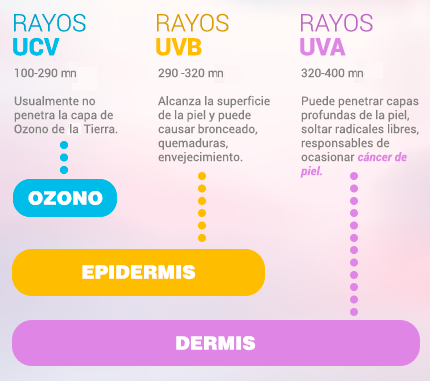 RAYOS
UCV
100-290 mn
Usualmente no
penetra la capa de
Ozono de la Tierra.
OZONO
RAYOS
UVB
290 -320 mn
Alcanza la superficie
de la piel y puede
causar bronceado,
quemaduras,
envejecimiento.
EPIDERMIS
RAYOS
UVA
320-400 mn
Puede penetrar capas
profundas de la piel,
soltar radicales libres,
responsables de
ocasionar cáncer de
piel.
DERMIS